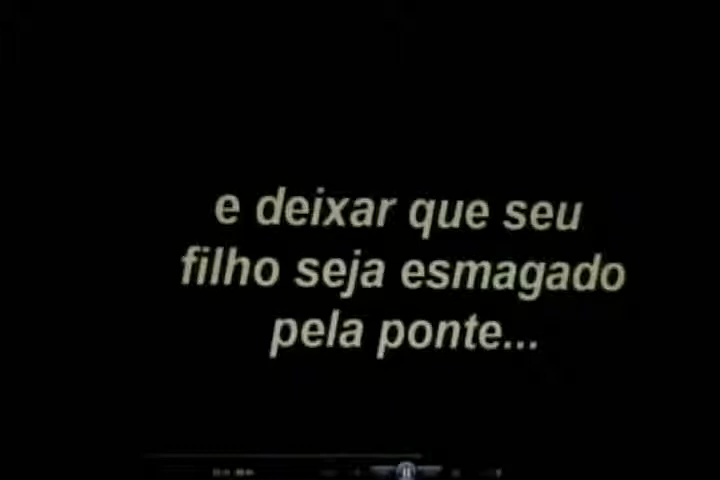 e deixar que seu
filho seja esmagado
pela ponte...